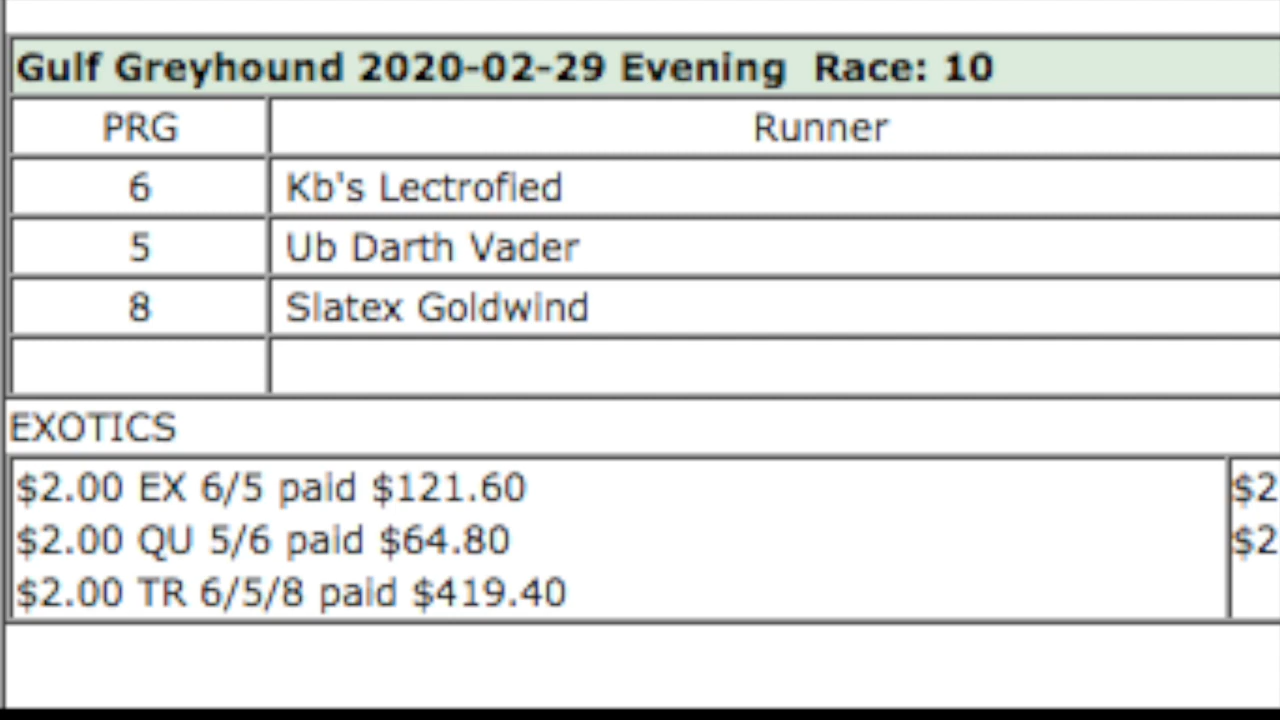 Gulf Greyhound 2020-02-29 Evening  Race: 10
PRG Runner
6 Kb's Lectrofied
5 Ub Darth Vader
8 Slatex Goldwind
EXOTICS
$2.00 EX 6/5 paid $121.60
$2.00 QU 5/6 paid $64.80
$2.00 TR 6/5/8 paid $419.40
$2
$2